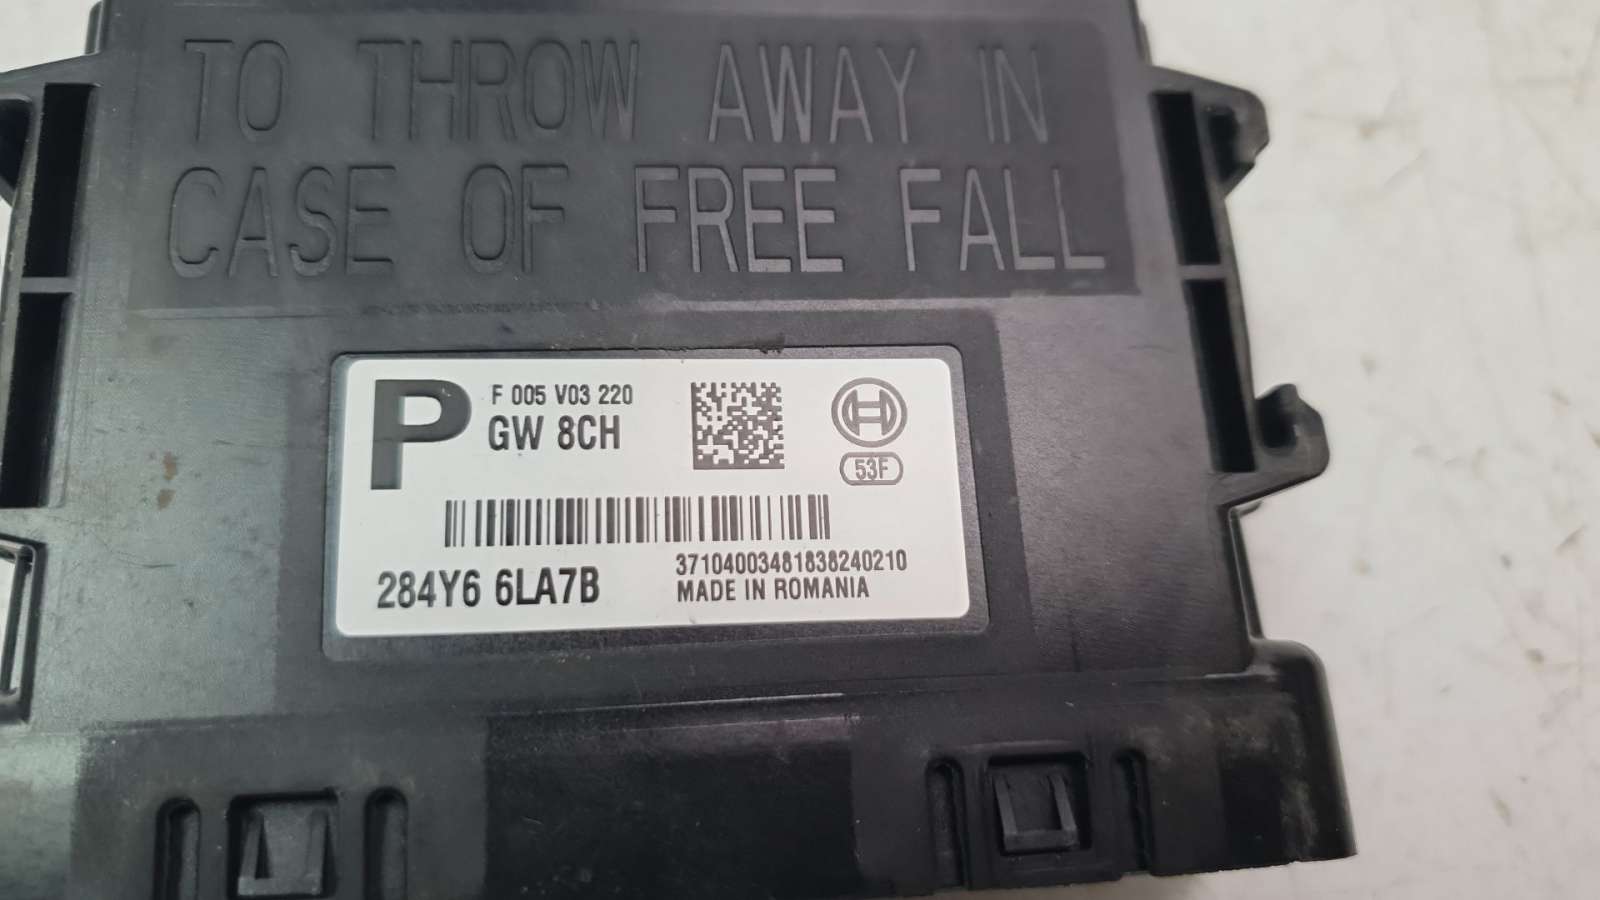 TO THROW AWAY IN
CASE OF FREE FALL
P
F 005 V03 220
GW 8CH
53F
284Y6 6LA7B
37104003481838240210
MADE IN ROMANIA